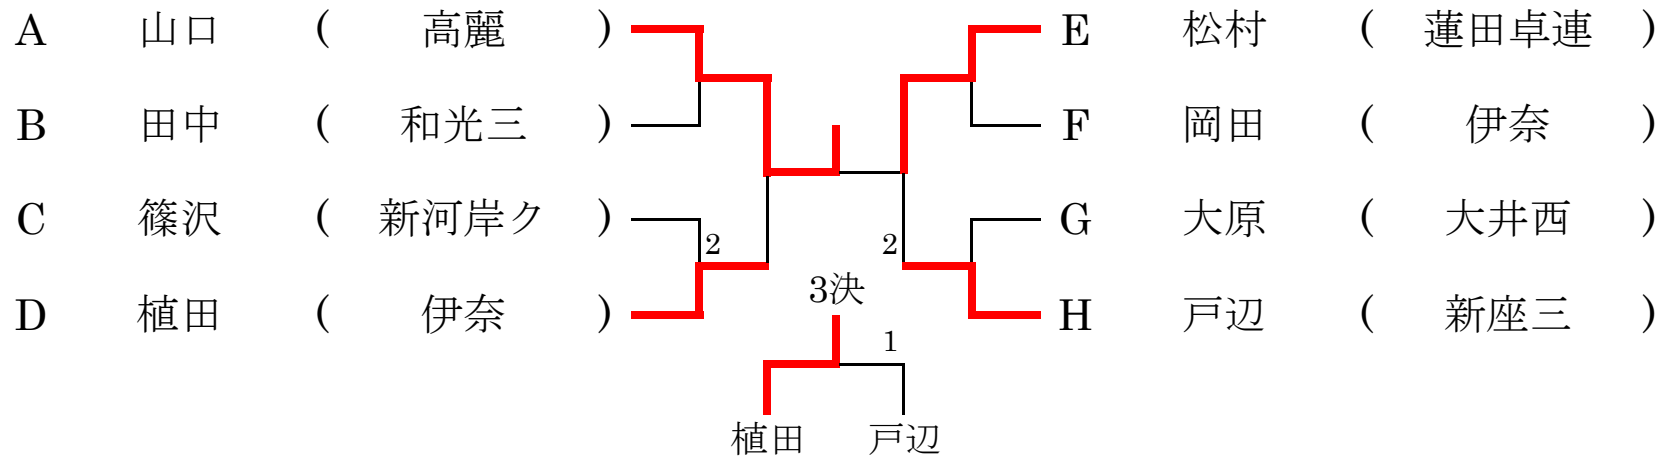 A 山口 ( 高麗 ) E 松村 ( 蓮田卓連 )
B 田中 ( 和光三 ) F 岡田 ( 伊奈 )
C 篠沢 ( 新河岸ク ) G 大原 ( 大井西 )
2 2
3決
D 植田 ( 伊奈 ) H 戸辺 ( 新座三 )
1
植田 戸辺